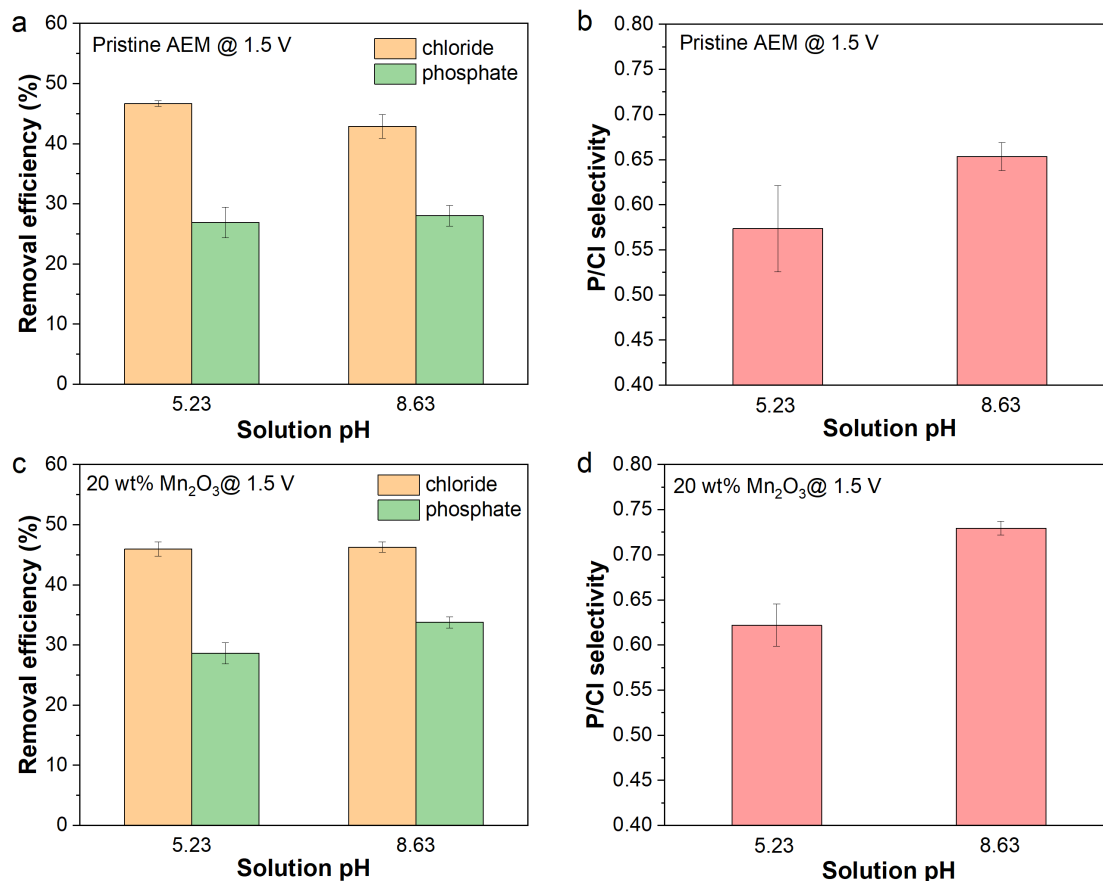 a
Pristine AEM @ 1.5 V
chloride
phosphate
Removal efficiency (%)
60
50
40
30
20
10
0
5.23
8.63
Solution pH
b
Pristine AEM @ 1.5 V
P/Cl selectivity
0.80
0.75
0.70
0.65
0.60
0.55
0.50
0.45
0.40
5.23
8.63
Solution pH
c
20 wt% Mn₂O₃@ 1.5 V
chloride
phosphate
Removal efficiency (%)
60
50
40
30
20
10
0
5.23
8.63
Solution pH
d
20 wt% Mn₂O₃@ 1.5 V
P/Cl selectivity
0.80
0.75
0.70
0.65
0.60
0.55
0.50
0.45
0.40
5.23
8.63
Solution pH